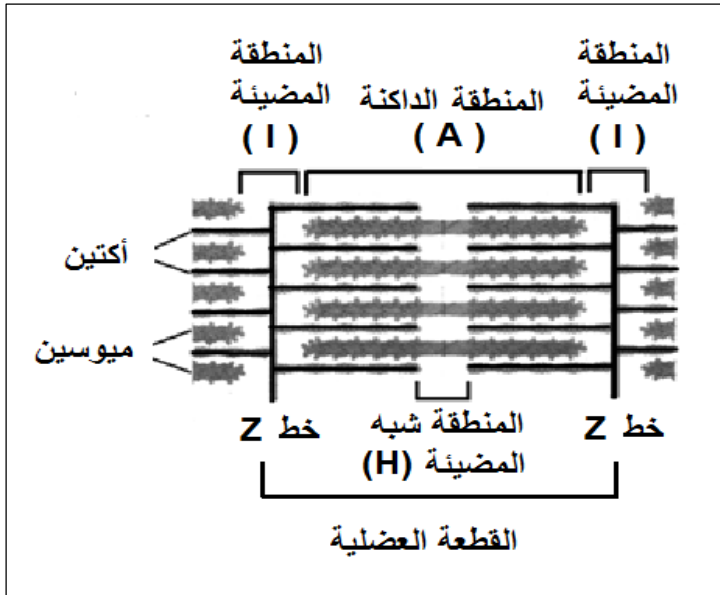 المنطقة
المضيئة
( I )
المنطقة الداكنة
( A )
المنطقة
المضيئة
( I )
أكتين
ميوسين
خط Z
المنطقة شبه
المضيئة (H)
خط Z
القطعة العضلية